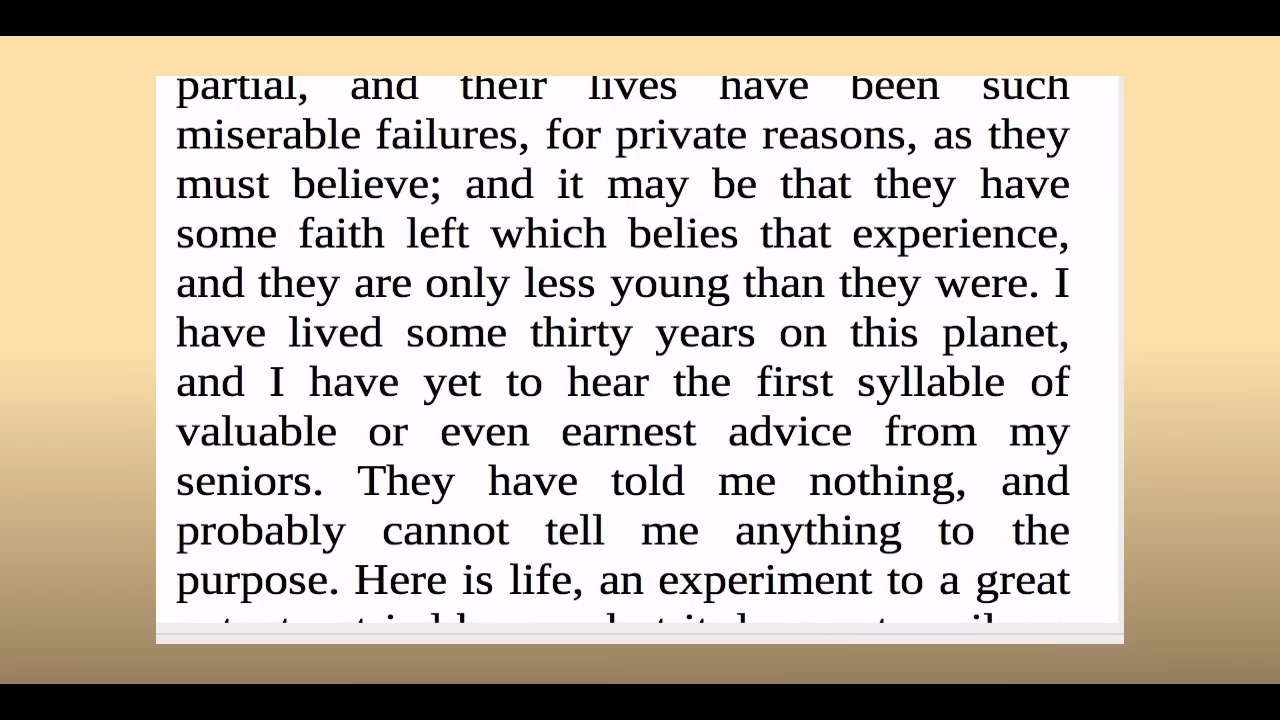 partial, and their lives have been such
miserable failures, for private reasons, as they
must believe; and it may be that they have
some faith left which belies that experience,
and they are only less young than they were. I
have lived some thirty years on this planet,
and I have yet to hear the first syllable of
valuable or even earnest advice from my
seniors. They have told me nothing, and
probably cannot tell me anything to the
purpose. Here is life, an experiment to a great